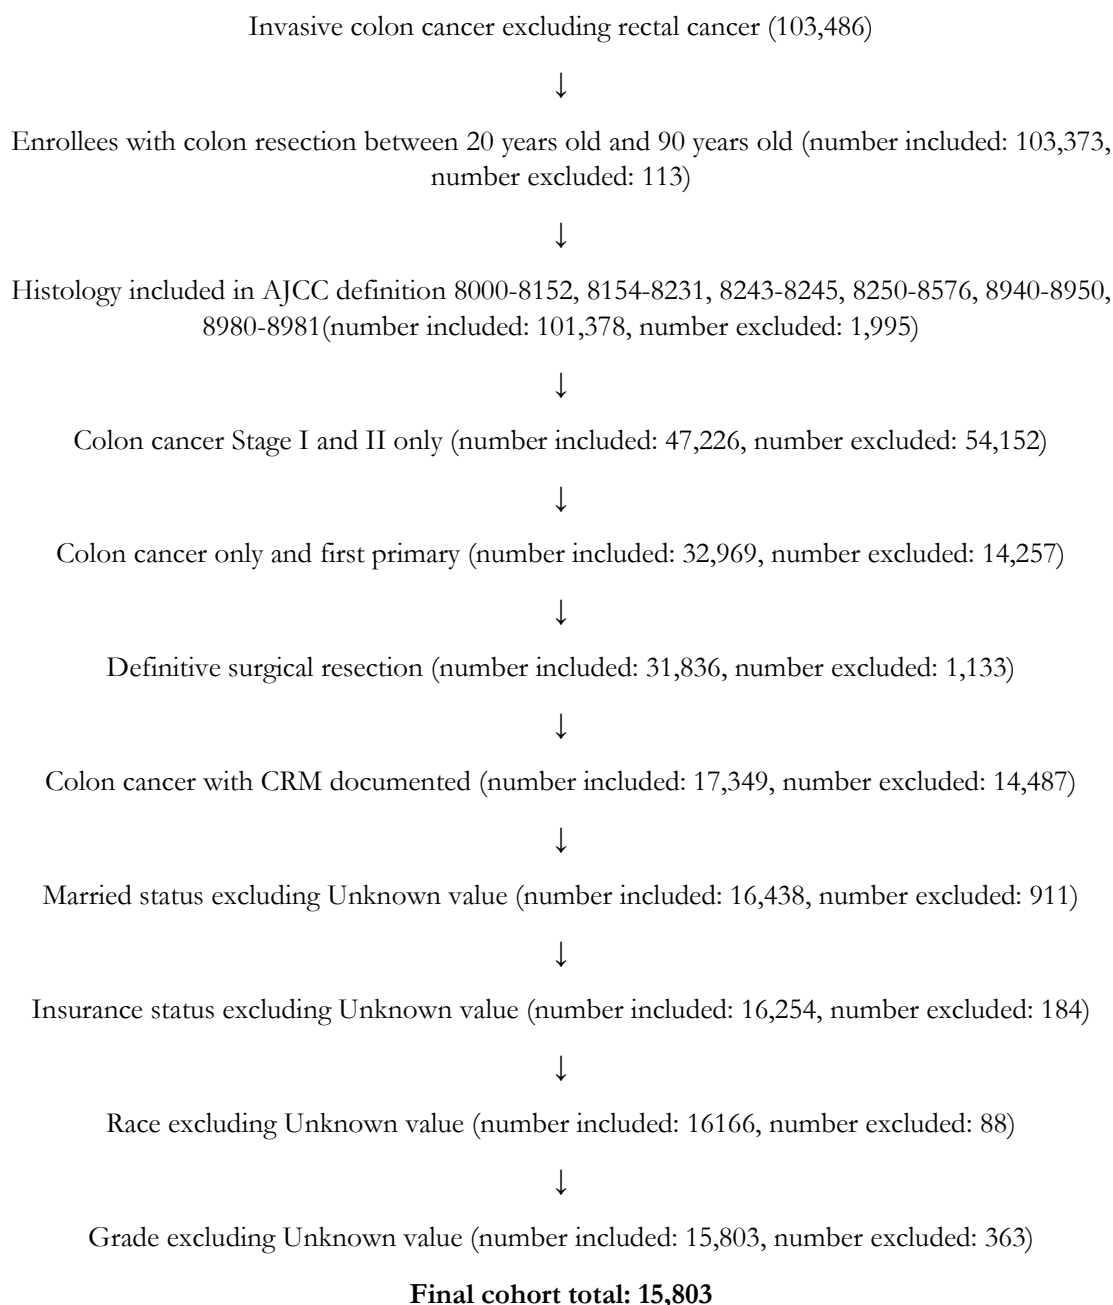 Invasive colon cancer excluding rectal cancer (103,486)
↓
Enrollees with colon resection between 20 years old and 90 years old (number included: 103,373,
number excluded: 113)
↓
Histology included in AJCC definition 8000-8152, 8154-8231, 8243-8245, 8250-8576, 8940-8950,
8980-8981(number included: 101,378, number excluded: 1,995)
↓
Colon cancer Stage I and II only (number included: 47,226, number excluded: 54,152)
↓
Colon cancer only and first primary (number included: 32,969, number excluded: 14,257)
↓
Definitive surgical resection (number included: 31,836, number excluded: 1,133)
↓
Colon cancer with CRM documented (number included: 17,349, number excluded: 14,487)
↓
Married status excluding Unknown value (number included: 16,438, number excluded: 911)
↓
Insurance status excluding Unknown value (number included: 16,254, number excluded: 184)
↓
Race excluding Unknown value (number included: 16166, number excluded: 88)
↓
Grade excluding Unknown value (number included: 15,803, number excluded: 363)
Final cohort total: 15,803